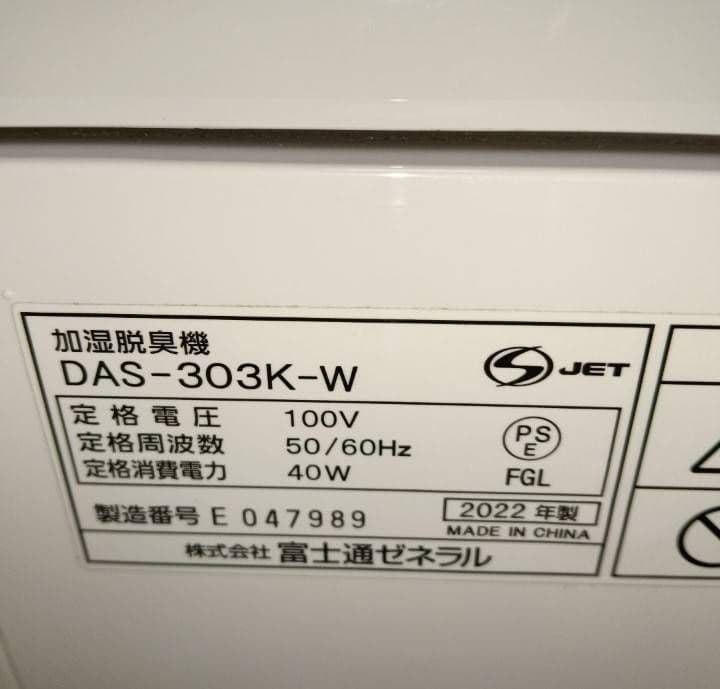 加湿脱臭機
DAS-303K-W
S JET
定格電圧 100V
定格周波数 50/60Hz
定格消費電力 40W
PS
E
FGL
製造番号 E 047989
2022 年製
MADE IN CHINA
株式会社 富士通ゼネラル